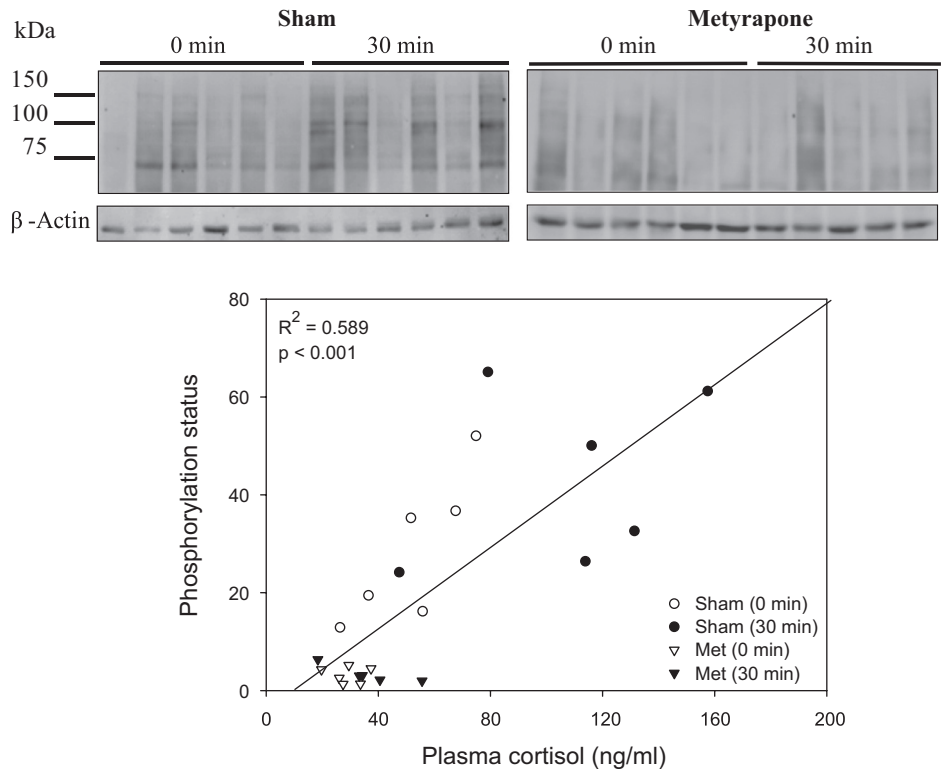 Sham
Metyrapone
kDa
0 min
30 min
0 min
30 min
150
100
75
β -Actin
80
60
40
20
0
Phosphorylation status
R2 = 0.589
p < 0.001
Sham (0 min)
Sham (30 min)
Met (0 min)
Met (30 min)
0
40
80
120
160
200
Plasma cortisol (ng/ml)